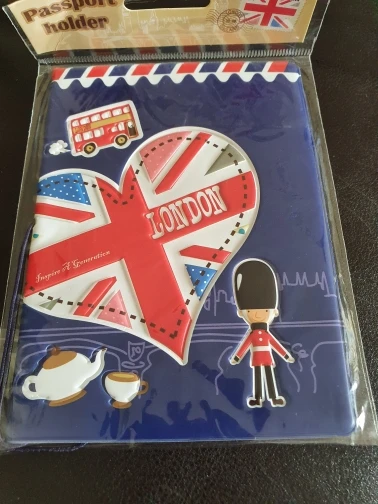 Passport
holder
LONDON
Inspire A Generation